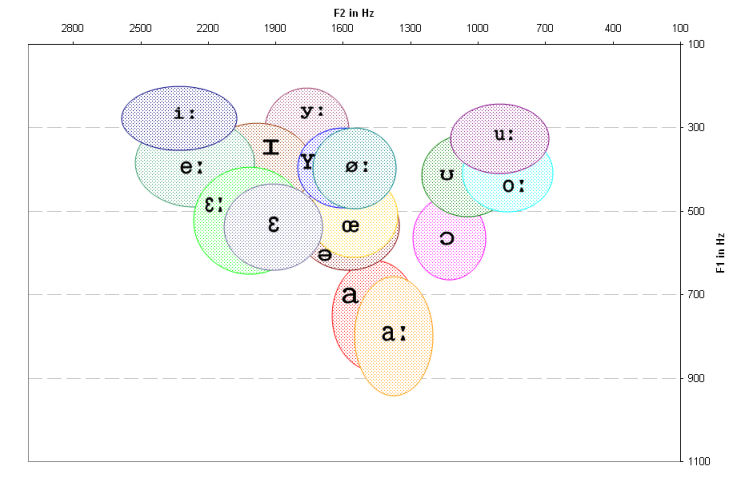 F2 in Hz
2800 2500 2200 1900 1600 1300 1000 700 400 100
100
i: y:
300
u:
ɪ
e: ʏ ø: ʊ
o:
ɛ:
500
ɛ œ
ɔ
ə
F1 in Hz
a
700
a:
900
1100